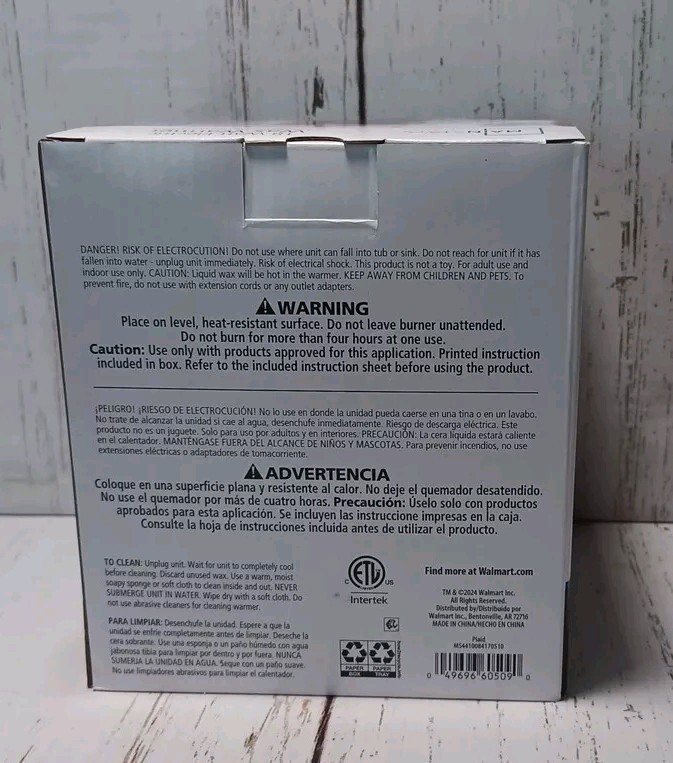 DANGER! RISK OF ELECTROCUTION! Do not use where unit can fall into tub or sink. Do not reach for unit if it has
fallen into water - unplug unit immediately. Risk of electrical shock. This product is not a toy. For adult use and
indoor use only. CAUTION: Liquid wax will be hot in the warmer. KEEP AWAY FROM CHILDREN AND PETS. To
prevent fire, do not use with extension cords or any outlet adapters.
WARNING
Place on level, heat-resistant surface. Do not leave burner unattended.
Do not burn for more than four hours at one use.
Caution: Use only with products approved for this application. Printed instruction
included in box. Refer to the included instruction sheet before using the product.
¡PELIGRO! ¡RIESGO DE ELECTROCUCIÓN! No lo use en donde la unidad pueda caerse en una tina o en un lavabo.
No trate de alcanzar la unidad si cae al agua, desenchufe inmediatamente. Riesgo de descarga eléctrica. Este
producto no es un juguete. Solo para uso por adultos y en interiores. PRECAUCIÓN: La cera líquida estará caliente
en el calentador. MANTÉNGASE FUERA DEL ALCANCE DE NIÑOS Y MASCOTAS. Para prevenir incendios, no use
extensiones eléctricas o adaptadores de tomacorriente.
ADVERTENCIA
Coloque en una superficie plana y resistente al calor. No deje el quemador desatendido.
No use el quemador por más de cuatro horas. Precaución: Úselo solo con productos
aprobados para esta aplicación. Se incluyen las instruccione impresas en la caja.
Consulte la hoja de instrucciones incluida antes de utilizar el producto.
TO CLEAN: Unplug unit. Wait for unit to completely cool
before cleaning. Discard unused wax. Use a warm, moist
soapy sponge or soft cloth to clean inside and out. NEVER
SUBMERGE UNIT IN WATER. Wipe dry with a soft cloth. Do
not use abrasive cleaners for cleaning warmer.
PARA LIMPIAR: Desenchufe la unidad. Espere a que la
unidad se enfríe completamente antes de limpiar. Deseche la
cera sobrante. Use una esponja o un paño húmedo con agua
jabonosa tibia para limpiar por dentro y por fuera. NUNCA
SUMERJA LA UNIDAD EN AGUA. Seque con un paño suave.
No use limpiadores abrasivos para limpiar el calentador.
C ETL US
Intertek
PAPER BOX
PAPER TRAY
Find more at Walmart.com
TM & ©2024 Walmart Inc.
All Rights Reserved.
Distributed by/Distribuido por
Walmart Inc., Bentonville, AR 72716
MADE IN CHINA/HECHO EN CHINA
Plaid
MS4410084170510
0 49696 60509 0